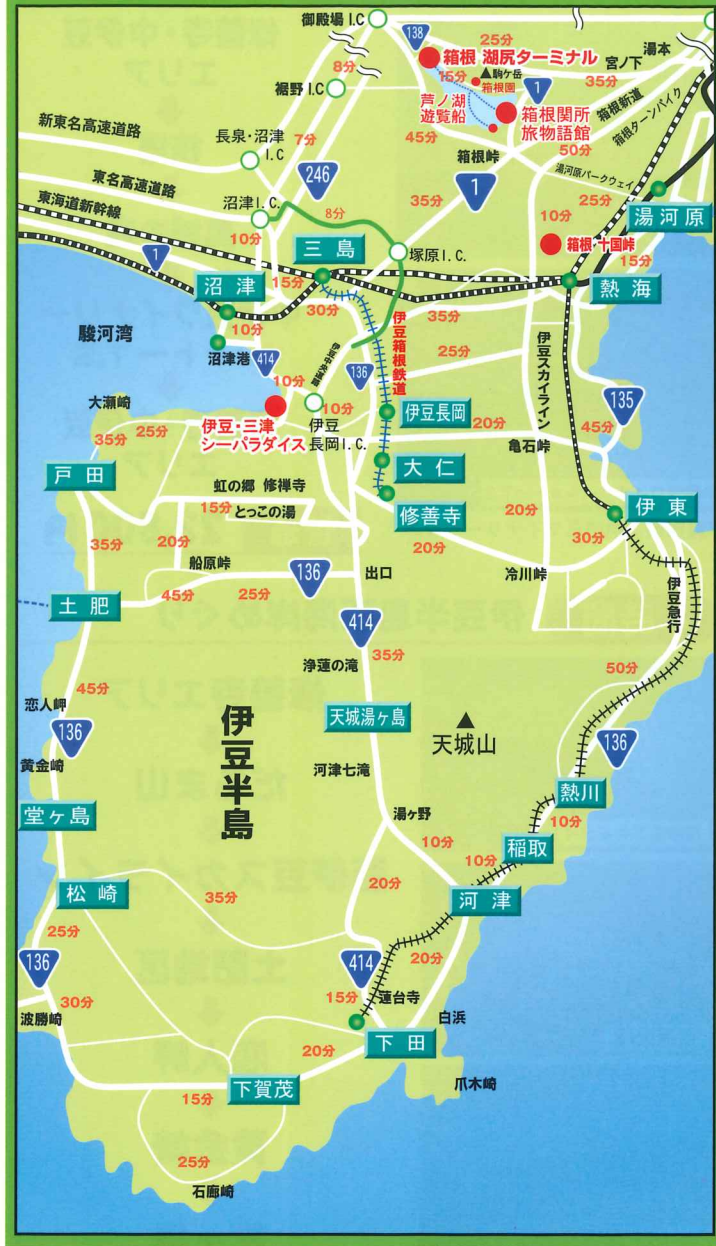 御殿場 I.C
138
25分
湯本
箱根 湖尻ターミナル
宮ノ下
8分
15分
▲駒ケ岳
箱根園
35分
裾野 I.C
1
箱根新道
芦ノ湖
遊覧船
箱根関所
旅物語館
箱根ターンパイク
新東名高速道路
長泉・沼津
I.C
7分
45分
箱根峠
50分
246
湯河原パークウェイ
東名高速道路
35分
1
25分
湯河原
東海道新幹線
沼津 I.C.
8分
10分
10分
塚原 I.C.
箱根 十国峠
15分
1
三島
沼津
15分
熱海
30分
35分
駿河湾
10分
沼津港
414
伊豆中央道路
136
伊豆箱根鉄道
25分
伊豆スカイライン
大瀬崎
10分
135
伊豆・三津
シーパラダイス
10分
伊豆
長岡 I.C.
伊豆長岡
20分
45分
35分
25分
亀石峠
戸田
大仁
虹の郷 修禅寺
15分
とっこの湯
修善寺
20分
伊東
35分
20分
20分
30分
船原峠
136
出口
冷川峠
土肥
45分
25分
伊豆急行
414
浄蓮の滝
35分
50分
45分
恋人岬
136
伊豆半島
天城湯ヶ島
▲
天城山
136
黄金崎
河津七滝
熱川
堂ヶ島
湯ヶ野
10分
10分
稲取
10分
松崎
35分
20分
河津
25分
136
414
20分
30分
15分
蓮台寺
波勝崎
白浜
20分
下田
15分
下賀茂
爪木崎
25分
石廊崎